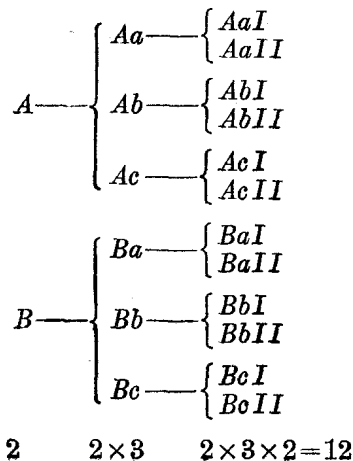 AaI
Aa — AaII
AbI
A — Ab — AbII
AcI
Ac — AcII
BaI
Ba — BaII
BbI
B — Bb — BbII
BcI
Bc — BcII
2 2×3 2×3×2=12